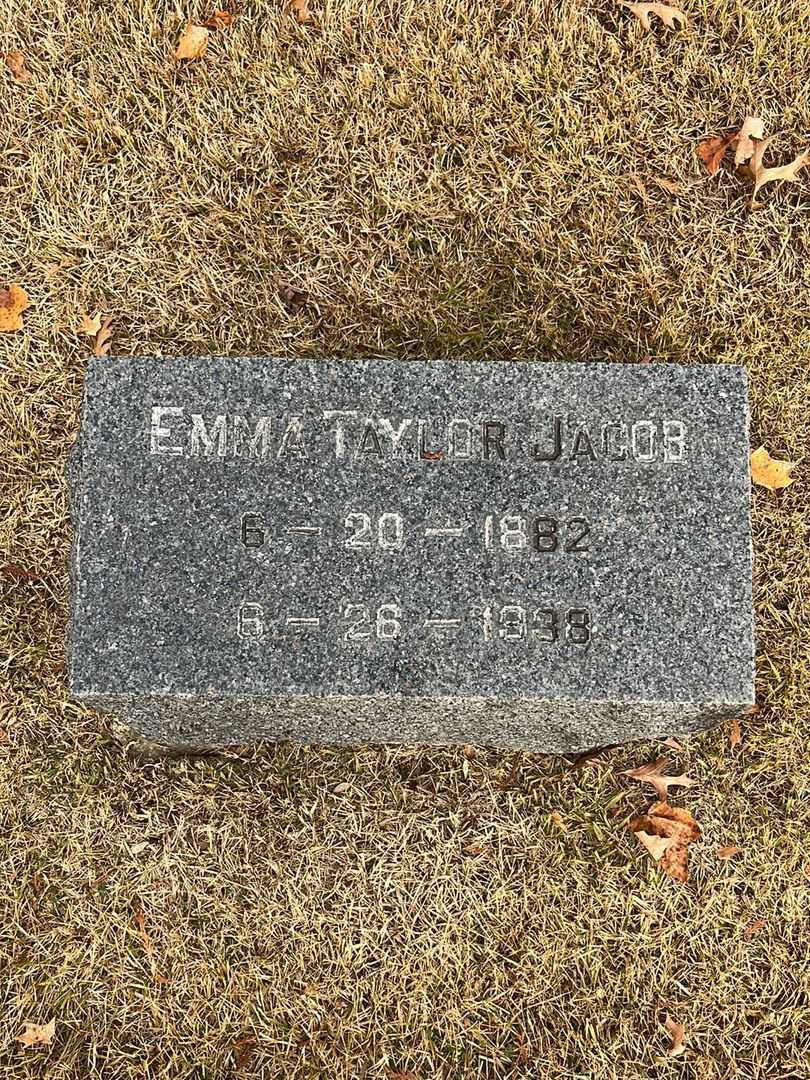 EMMA TAYLOR JACOB
6 - 20 - 1882
6 - 26 - 1938